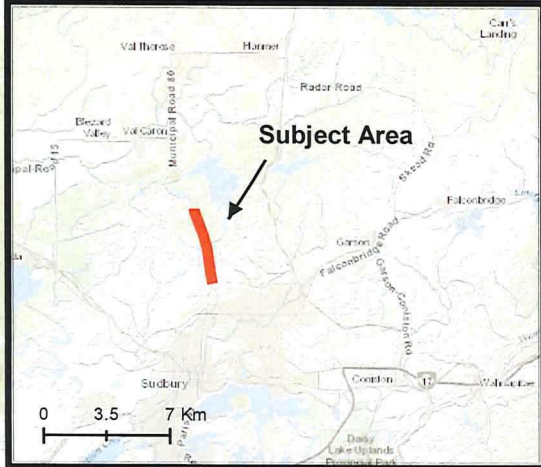 Carr's
Landing
Val Therese
Hanmer
Radar Road
Municipal Road 80
Blezard
Valley
Val Caron
Subject Area
Skead Rd
M 15
Falconbridge
Garson
Falconbridge Road
Garson-Coniston Rd
Sudbury
Coniston
17
Wahnapitae
0 3.5 7 Km
Daisy
Lake Uplands
Provincial Park